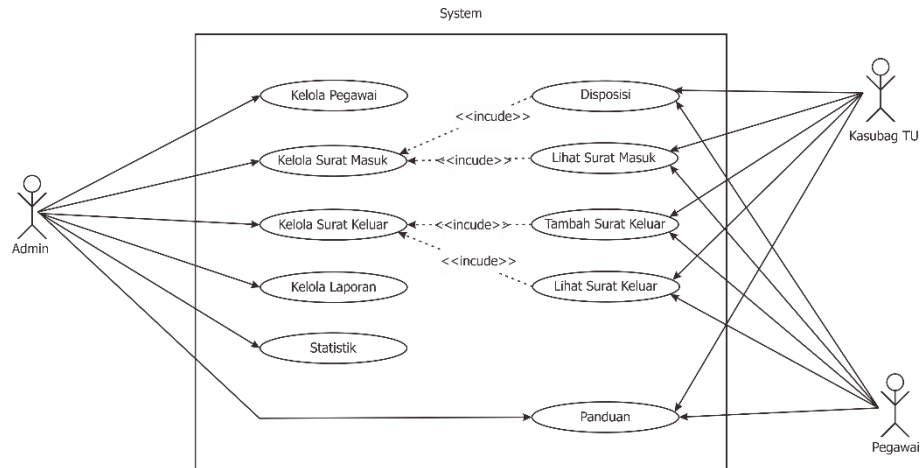 System
Kelola Pegawai
Disposisi
<<incude>>
Kasubag TU
Kelola Surat Masuk
<<incude>>
Lihat Surat Masuk
Kelola Surat Keluar
<<incude>>
Tambah Surat Keluar
Admin
<<incude>>
Kelola Laporan
Lihat Surat Keluar
Statistik
Panduan
Pegawai